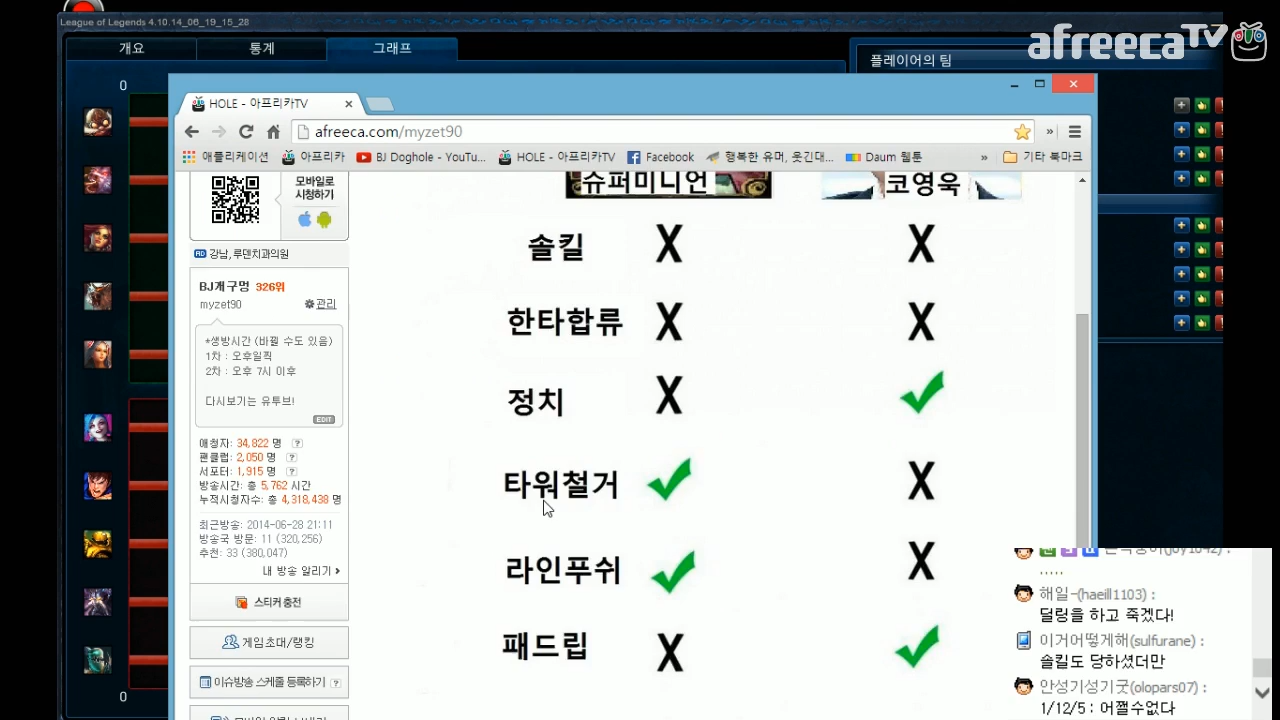 League of Legends 4.10.14_06_19_15_28
afreecaTV
개요
통계
그래프
플레이어의 팀
0
HOLE - 아프리카TV
afreeca.com/myzet90
애플리케이션
아프리카
BJ Doghole - YouTu...
HOLE - 아프리카TV
Facebook
행복한 유머, 웃긴대...
Daum 웹툰
»
기타 북마크
모바일로
시청하기
슈퍼미니언
코영욱
AD 강남,루덴치과의원
솔킬 X X
BJ개구멍 326위
myzet90
관리
한타합류 X X
*생방시간 (바뀔 수도 있음)
1차 : 오후일찍
2차 : 오후 7시 이후
다시보기는 유투브!
EDIT
정치 X ✓
애청자: 34,822 명 ?
팬클럽: 2,050 명 ?
서포터: 1,915 명 ?
방송시간: 총 5,762 시간
누적시청자수: 총 4,318,438 명
타워철거 ✓ X
최근방송: 2014-06-28 21:11
방송국 방문: 11 (320,256)
추천: 33 (380,047)
내 방송 알리기
라인푸쉬 ✓ X
스티커충전
게임초대/랭킹
패드립 X ✓
이슈방송 스케줄 등록하기 ?
0
.....
해일-(haeill1103) :
덜링을 하고 죽겠다!
이거어떻게해(sulfurane) :
솔킬도 당하셨더만
안성기성기굿(olopars07) :
1/12/5 : 어쩔수없다